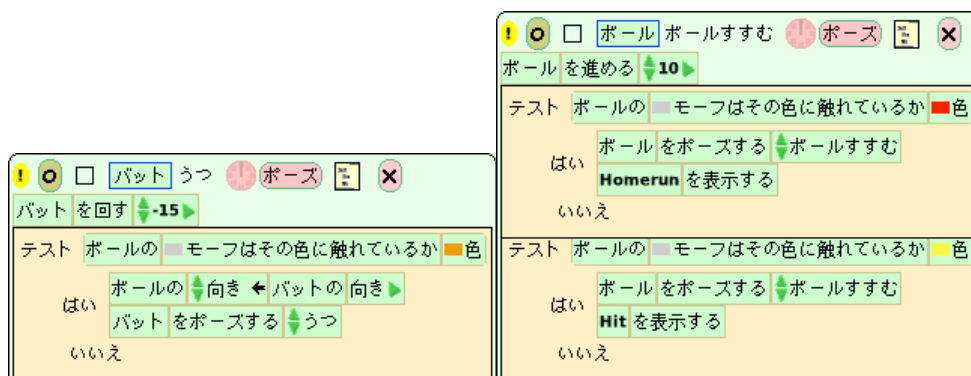 ! バット うつ ポーズ
バット を回す -15
テスト ボールの モーフはその色に触れているか 色
はい
ボールの 向き ← バットの 向き
バット をポーズする うつ
いいえ
! ボール ボールすすむ ポーズ
ボール を進める 10
テスト ボールの モーフはその色に触れているか 色
はい
ボール をポーズする ボールすすむ
Homerun を表示する
いいえ
テスト ボールの モーフはその色に触れているか 色
はい
ボール をポーズする ボールすすむ
Hit を表示する
いいえ